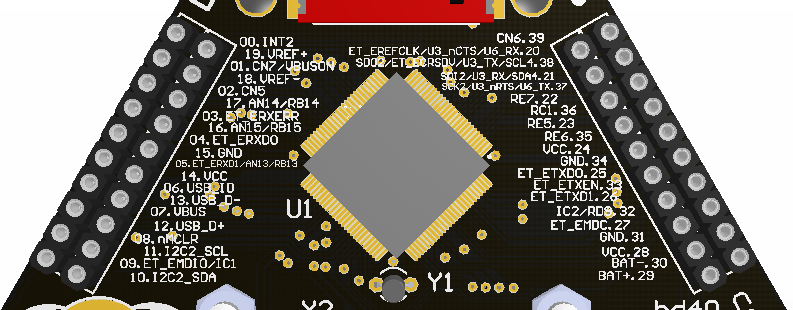 00.INT2
19.VREF+
01.CN7/VBUSON
18.VREF-
02.CN5
17.AN14/RB14
03.ET_ERXERR
16.AN15/RB15
04.ET_ERXD0
15.GND
05.ET_ERXD1/AN13/RB13
14.VCC
06.USB_ID
13.USB_D-
07.VBUS
12.USB_D+
08.nMCLR
11.I2C2_SCL
09.ET_EMDIO/IC1
10.I2C2_SDA
CN6.39
ET_EREFCLK/U3_nCTS/U6_RX.20
SDO2/ET_ECRSDV/U3_TX/SCL4.38
SDI2/U3_RX/SDA4.21
SCK2/U3_nRTS/U6_TX.37
RE7.22
RC1.36
RE5.23
RE6.35
VCC.24
GND.34
ET_ETXD0.25
ET_ETXEN.33
ET_ETXD1.26
IC2/RD9.32
ET_EMDC.27
GND.31
VCC.28
BAT-.30
BAT+.29
U1
Y1